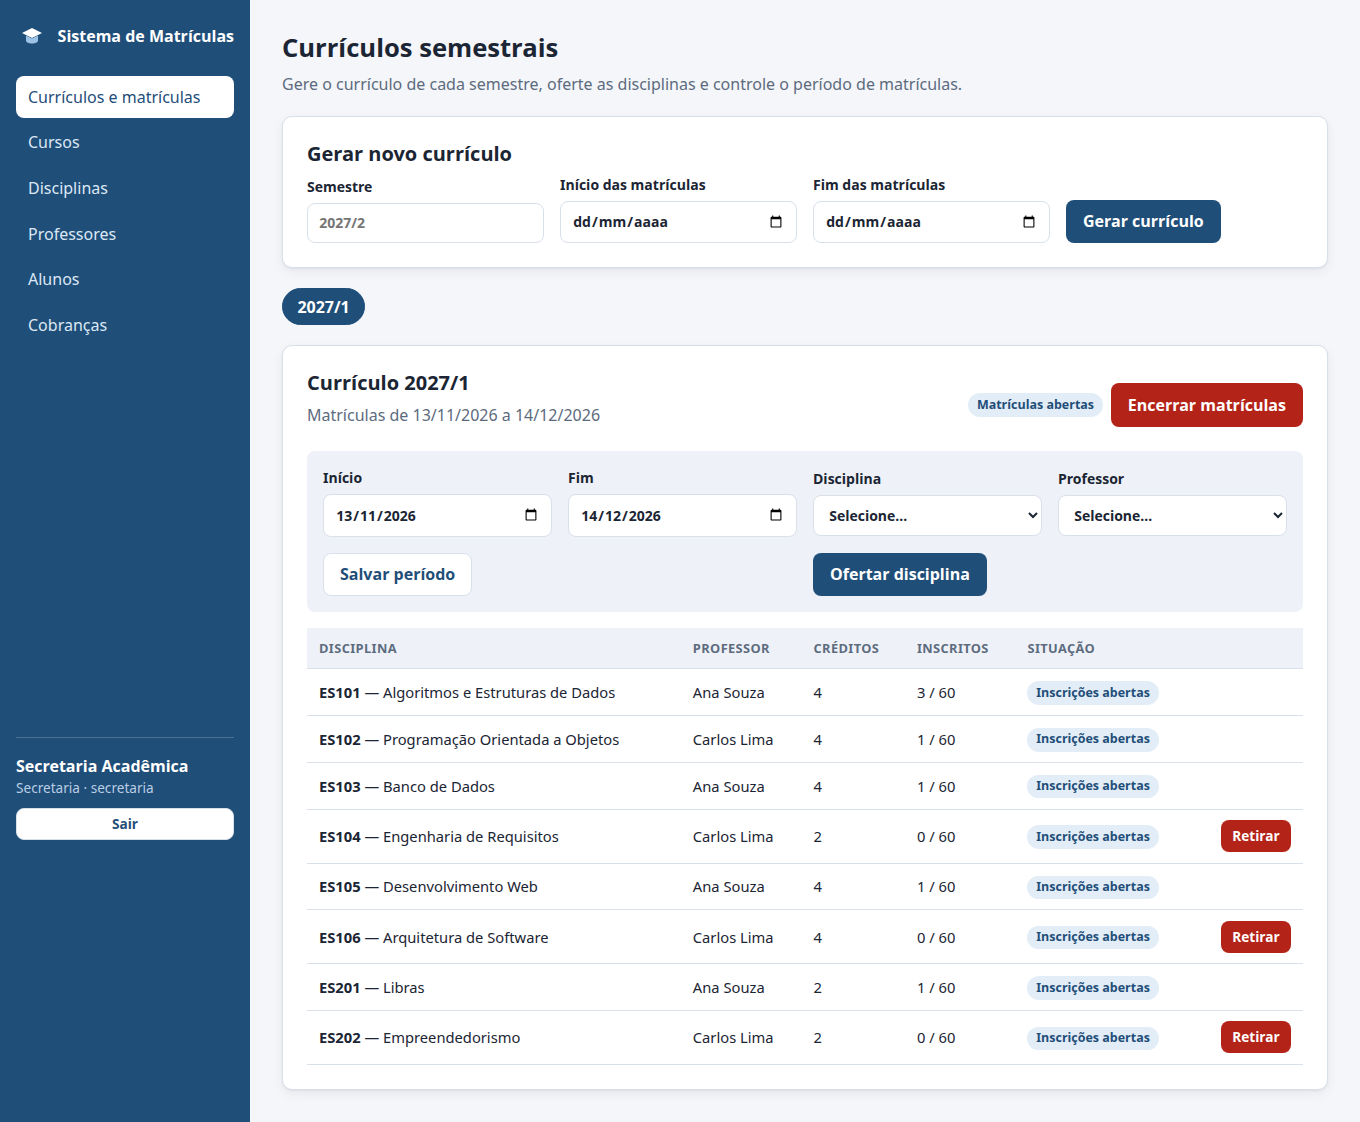 Sistema de Matrículas
Currículos e matrículas
Cursos
Disciplinas
Professores
Alunos
Cobranças
Secretaria Acadêmica
Secretaria · secretaria
Sair
Currículos semestrais
Gere o currículo de cada semestre, oferte as disciplinas e controle o período de matrículas.
Gerar novo currículo
Semestre
Início das matrículas
Fim das matrículas
2027/2
dd/mm/aaaa
dd/mm/aaaa
Gerar currículo
2027/1
Currículo 2027/1
Matrículas de 13/11/2026 a 14/12/2026
Matrículas abertas
Encerrar matrículas
Início
Fim
Disciplina
Professor
13/11/2026
14/12/2026
Selecione...
Selecione...
Salvar período
Ofertar disciplina
DISCIPLINA PROFESSOR CRÉDITOS INSCRITOS SITUAÇÃO
ES101 — Algoritmos e Estruturas de Dados Ana Souza 4 3 / 60 Inscrições abertas
ES102 — Programação Orientada a Objetos Carlos Lima 4 1 / 60 Inscrições abertas
ES103 — Banco de Dados Ana Souza 4 1 / 60 Inscrições abertas
ES104 — Engenharia de Requisitos Carlos Lima 2 0 / 60 Inscrições abertas Retirar
ES105 — Desenvolvimento Web Ana Souza 4 1 / 60 Inscrições abertas
ES106 — Arquitetura de Software Carlos Lima 4 0 / 60 Inscrições abertas Retirar
ES201 — Libras Ana Souza 2 1 / 60 Inscrições abertas
ES202 — Empreendedorismo Carlos Lima 2 0 / 60 Inscrições abertas Retirar